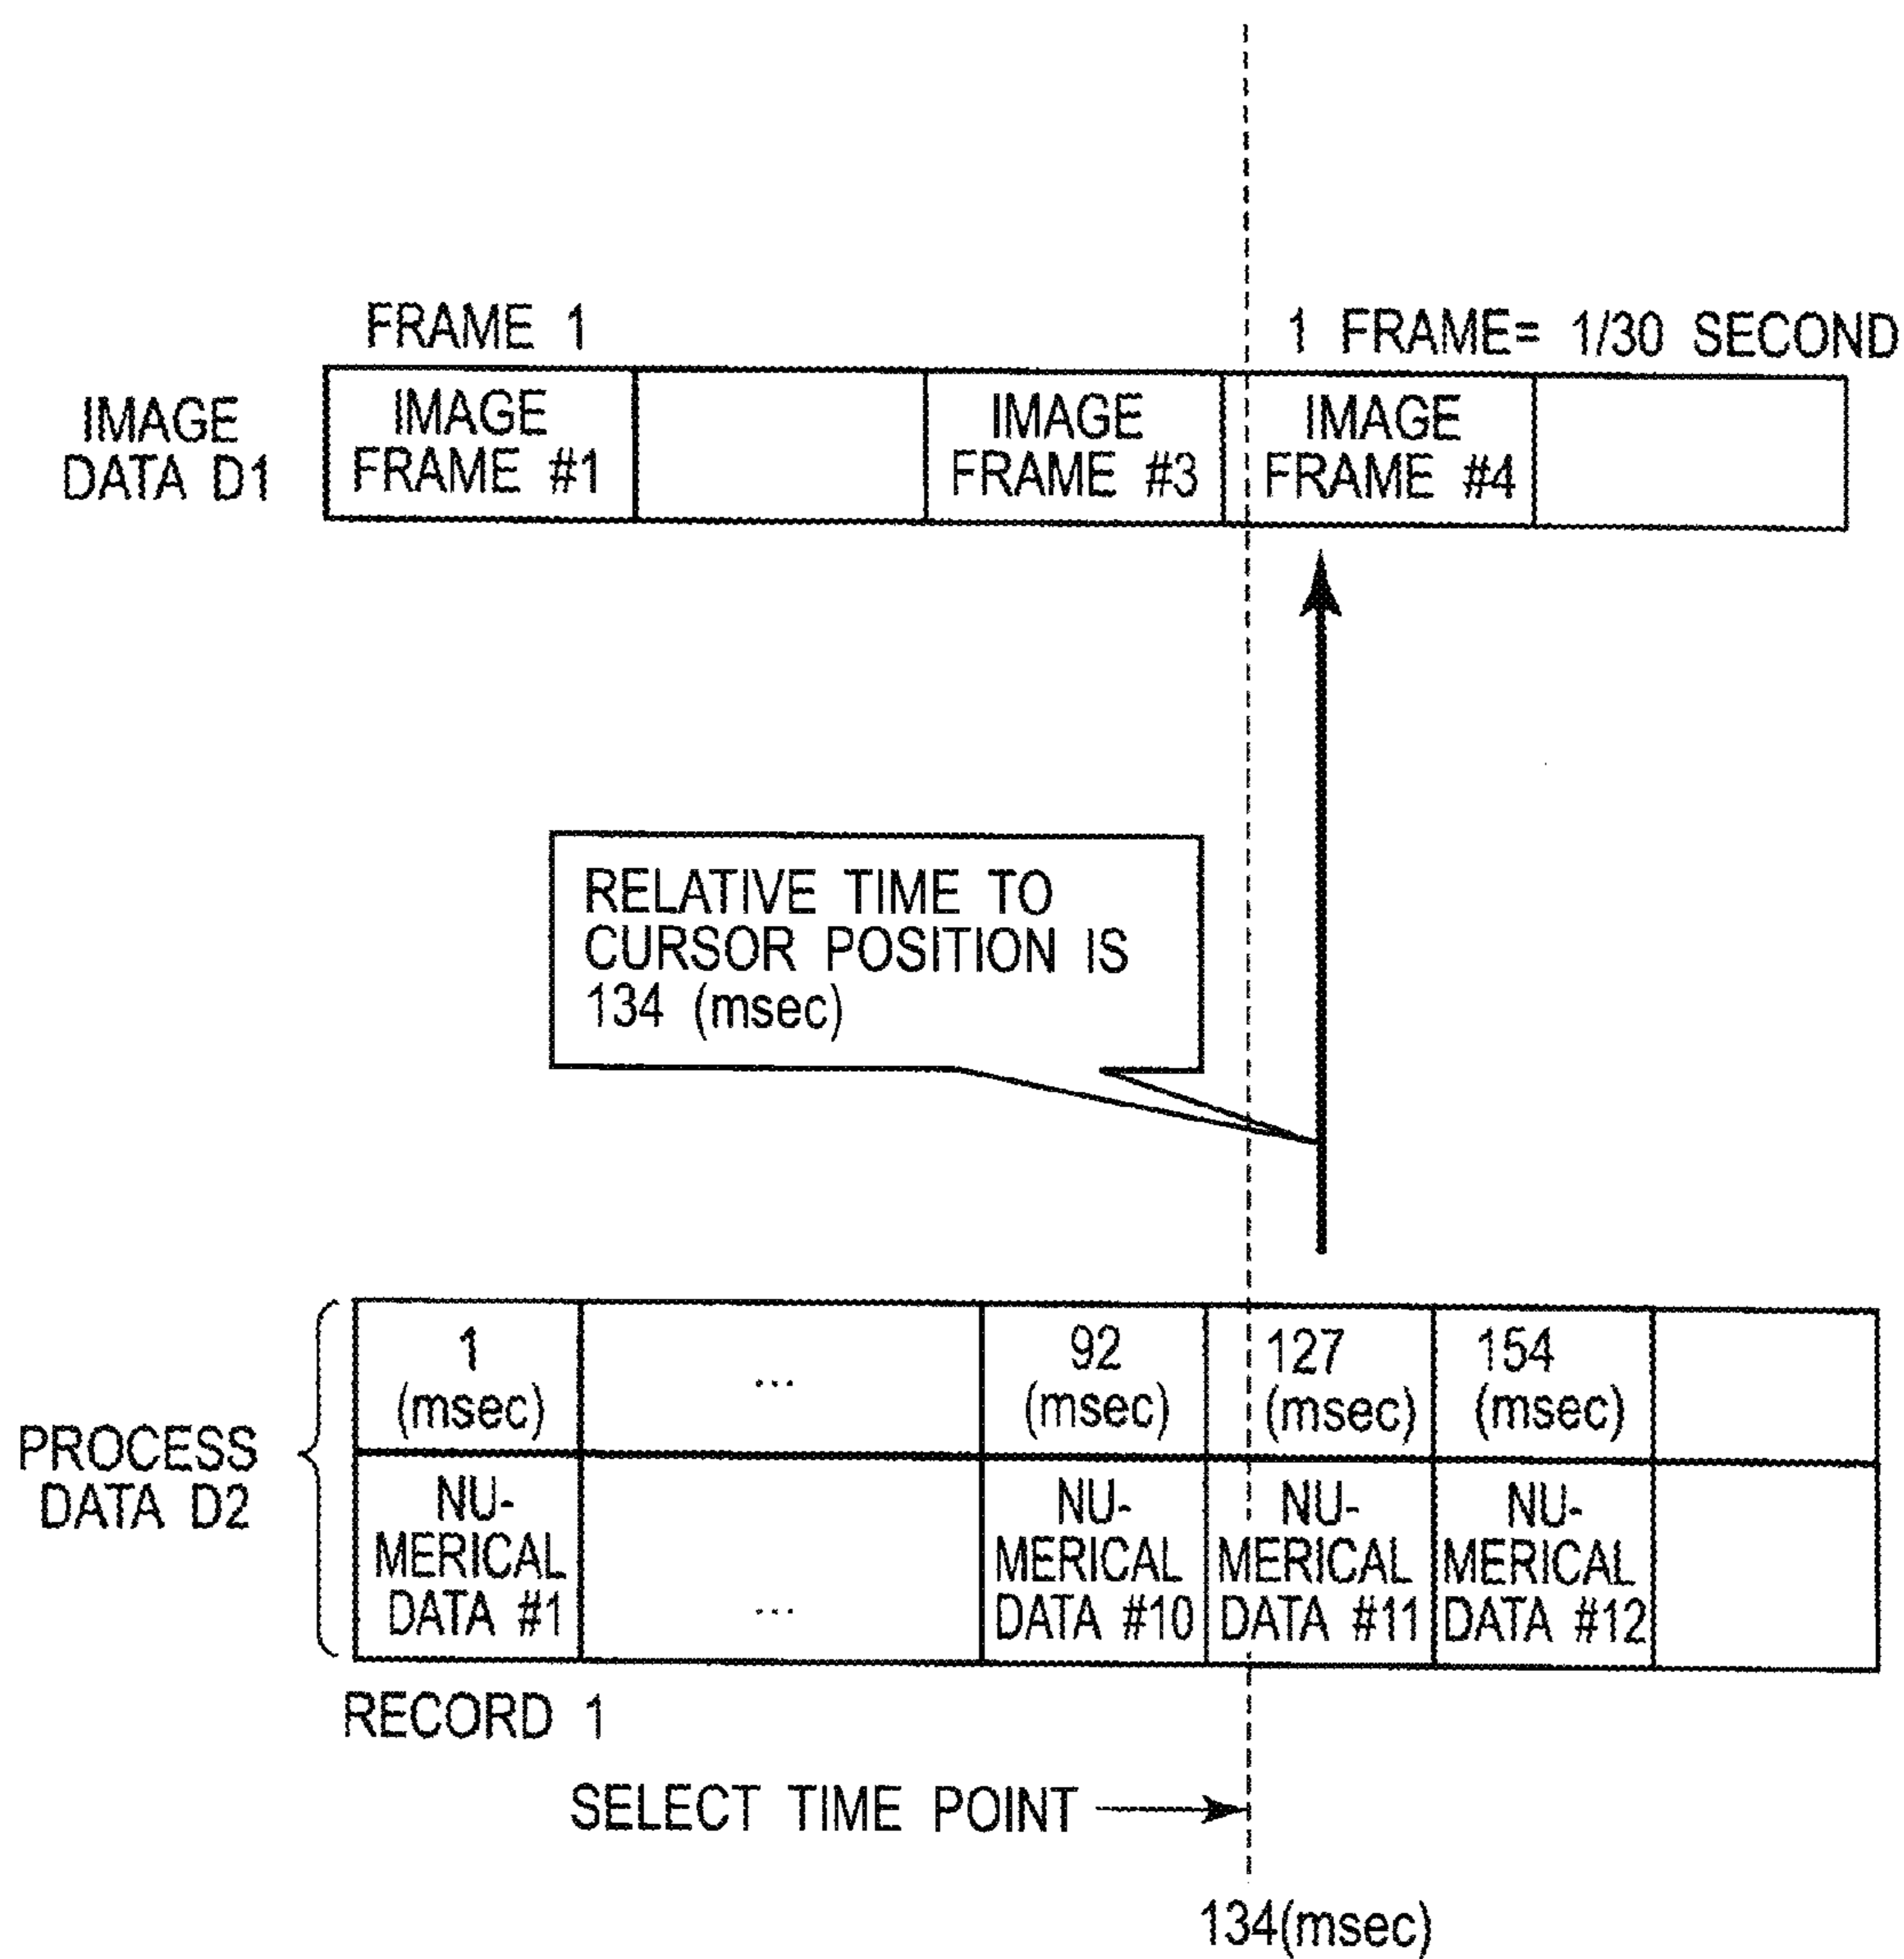 FRAME 1
1 FRAME= 1/30 SECOND
IMAGE
DATA D1
IMAGE
FRAME #1
IMAGE
FRAME #3
IMAGE
FRAME #4
RELATIVE TIME TO
CURSOR POSITION IS
134 (msec)
PROCESS
DATA D2
1
(msec)
...
92
(msec)
127
(msec)
154
(msec)
NU-
MERICAL
DATA #1
...
NU-
MERICAL
DATA #10
NU-
MERICAL
DATA #11
NU-
MERICAL
DATA #12
RECORD 1
SELECT TIME POINT
134(msec)